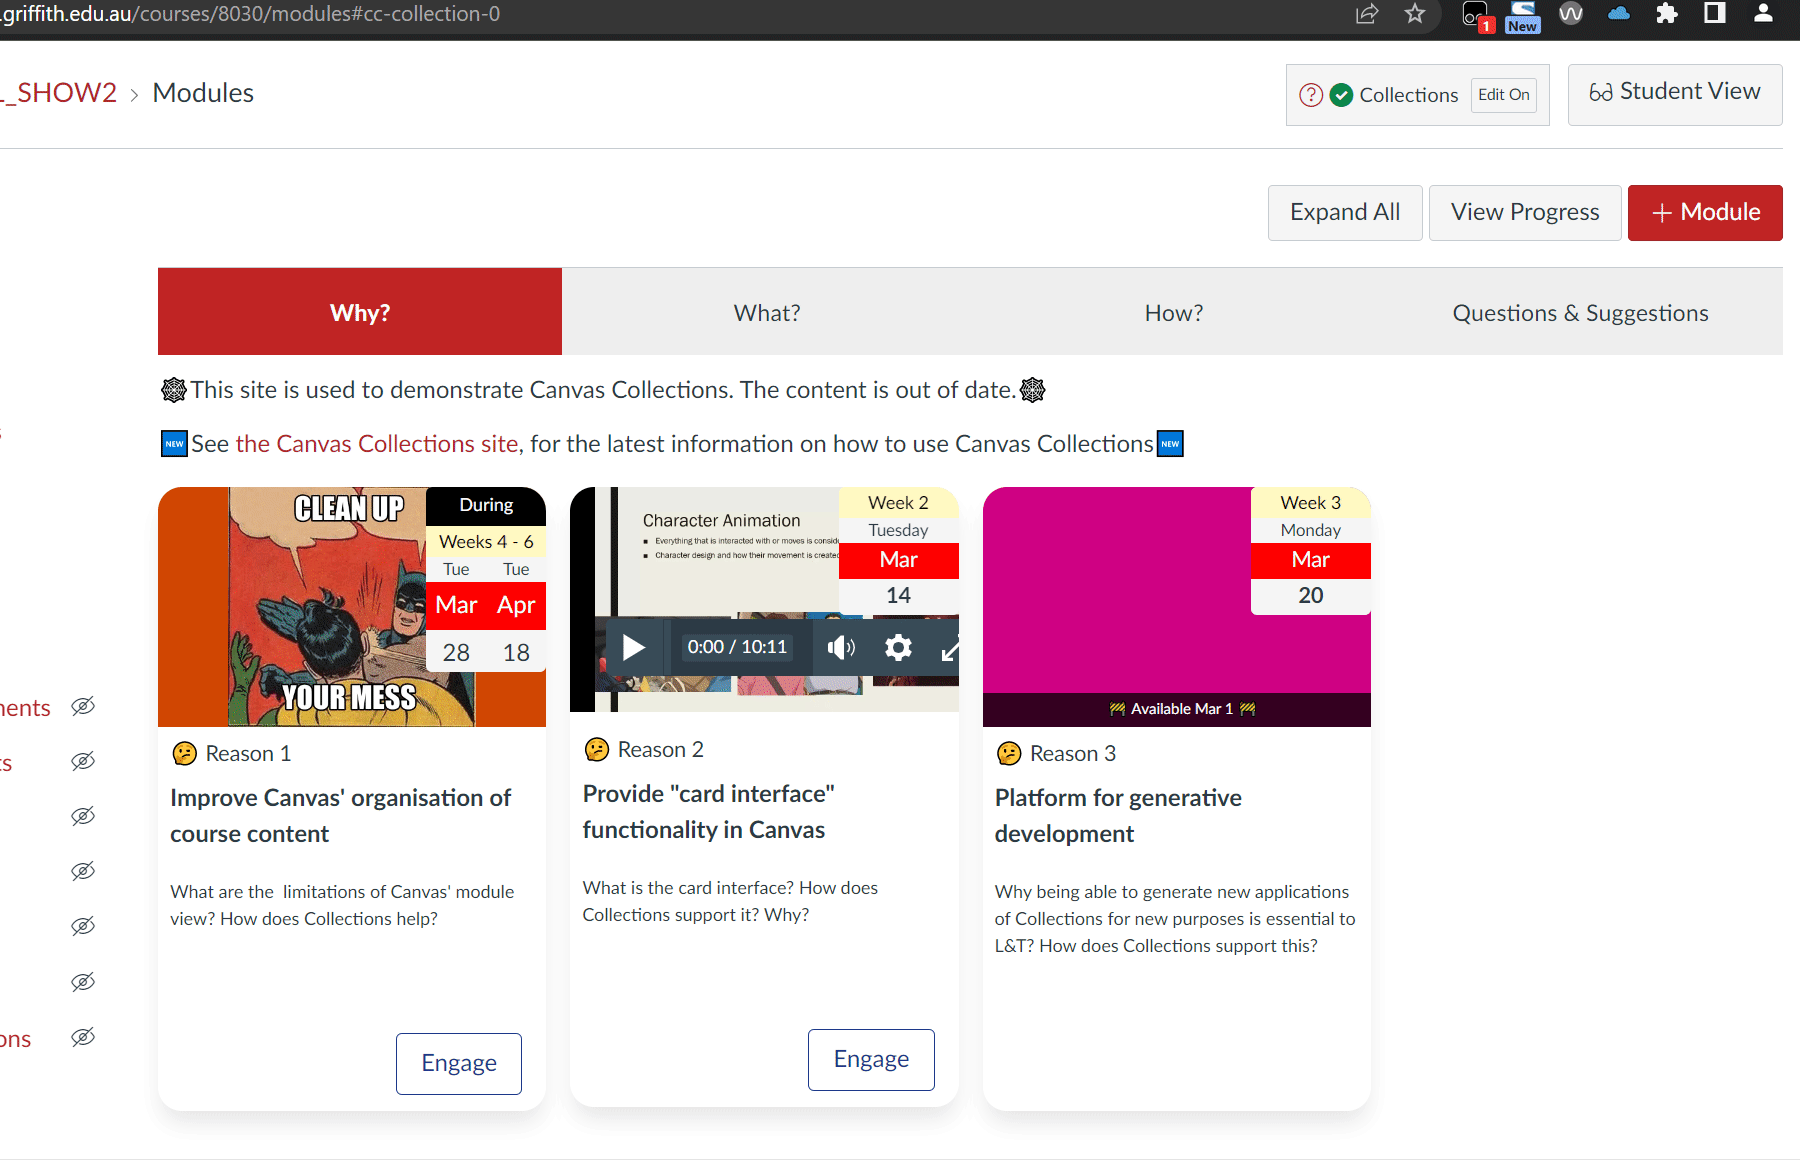 .griffith.edu.au/courses/8030/modules#cc-collection-0
1
New
L_SHOW2 > Modules
? Collections Edit On
Student View
Expand All
View Progress
+ Module
Why?
What?
How?
Questions & Suggestions
This site is used to demonstrate Canvas Collections. The content is out of date.
NEW See the Canvas Collections site, for the latest information on how to use Canvas Collections NEW
CLEAN UP
YOUR MESS
During
Weeks 4 - 6
Tue Tue
Mar Apr
28 18
Reason 1
Improve Canvas' organisation of
course content
What are the limitations of Canvas' module
view? How does Collections help?
Engage
Character Animation
Everything that is interacted with or moves is
Character design and how their movement is
Week 2
Tuesday
Mar
14
0:00 / 10:11
Reason 2
Provide "card interface"
functionality in Canvas
What is the card interface? How does
Collections support it? Why?
Engage
Week 3
Monday
Mar
20
Available Mar 1
Reason 3
Platform for generative
development
Why being able to generate new applications
of Collections for new purposes is essential to
L&T? How does Collections support this?
nents
ts
ons